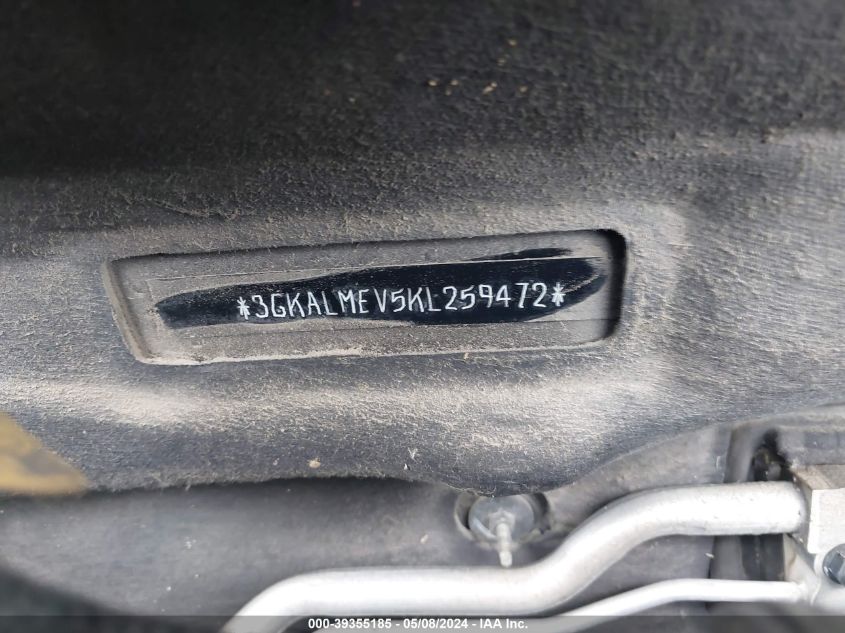 *3GKALMEV5KL259472*
000-39355185 - 05/08/2024 - IAA Inc.